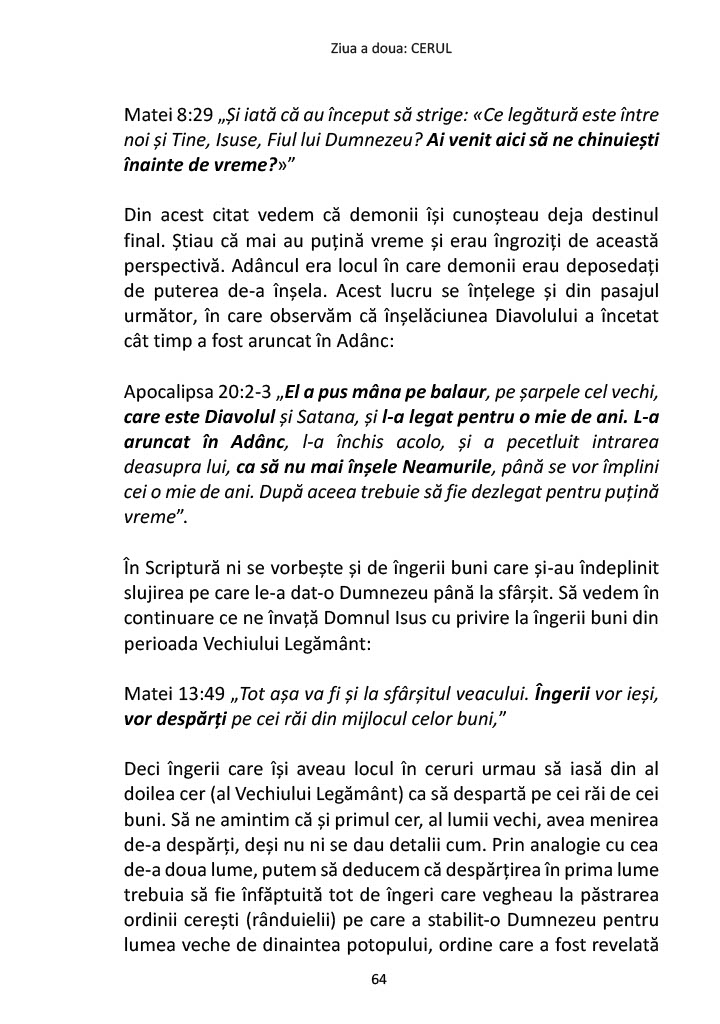 Ziua a doua: CERUL
Matei 8:29 „Și iată că au început să strige: «Ce legătură este între
noi și Tine, Isuse, Fiul lui Dumnezeu? Ai venit aici să ne chinuiești
înainte de vreme?»”
Din acest citat vedem că demonii își cunoșteau deja destinul
final. Știau că mai au puțină vreme și erau îngroziți de această
perspectivă. Adâncul era locul în care demonii erau deposedați
de puterea de-a înșela. Acest lucru se înțelege și din pasajul
următor, în care observăm că înșelăciunea Diavolului a încetat
cât timp a fost aruncat în Adânc:
Apocalipsa 20:2-3 „El a pus mâna pe balaur, pe șarpele cel vechi,
care este Diavolul și Satana, și l-a legat pentru o mie de ani. L-a
aruncat în Adânc, l-a închis acolo, și a pecetluit intrarea
deasupra lui, ca să nu mai înșele Neamurile, până se vor împlini
cei o mie de ani. După aceea trebuie să fie dezlegat pentru puțină
vreme”.
În Scriptură ni se vorbește și de îngerii buni care și-au îndeplinit
slujirea pe care le-a dat-o Dumnezeu până la sfârșit. Să vedem în
continuare ce ne învață Domnul Isus cu privire la îngerii buni din
perioada Vechiului Legământ:
Matei 13:49 „Tot așa va fi și la sfârșitul veacului. Îngerii vor ieși,
vor despărți pe cei răi din mijlocul celor buni,”
Deci îngerii care își aveau locul în ceruri urmau să iasă din al
doilea cer (al Vechiului Legământ) ca să despartă pe cei răi de cei
buni. Să ne amintim că și primul cer, al lumii vechi, avea menirea
de-a despărți, deși nu ni se dau detalii cum. Prin analogie cu cea
de-a doua lume, putem să deducem că despărțirea în prima lume
trebuia să fie înfăptuită tot de îngeri care vegheau la păstrarea
ordinii cerești (rânduielii) pe care a stabilit-o Dumnezeu pentru
lumea veche de dinaintea potopului, ordine care a fost revelată
64